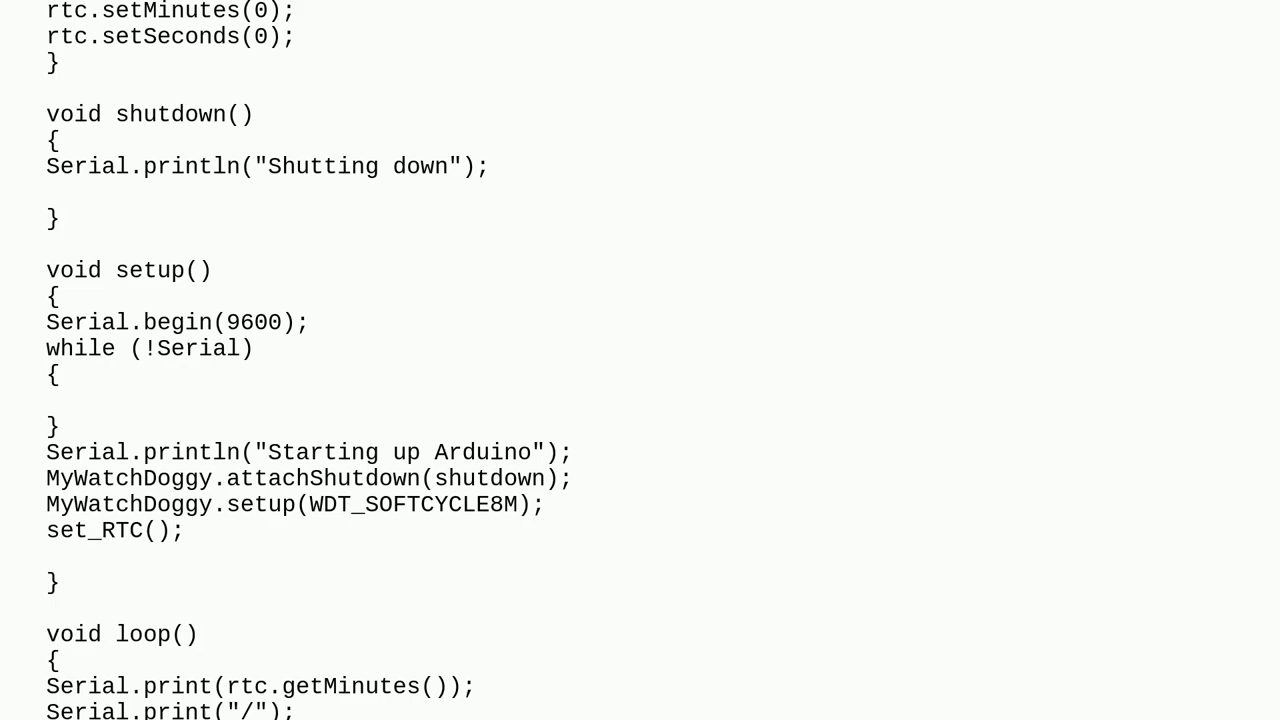 rtc.setMinutes(0);
rtc.setSeconds(0);
}
void shutdown()
{
Serial.println("Shutting down");
}
void setup()
{
Serial.begin(9600);
while (!Serial)
{
}
Serial.println("Starting up Arduino");
MyWatchDoggy.attachShutdown(shutdown);
MyWatchDoggy.setup(WDT_SOFTCYCLE8M);
set_RTC();
}
void loop()
{
Serial.print(rtc.getMinutes());
Serial.print("/");